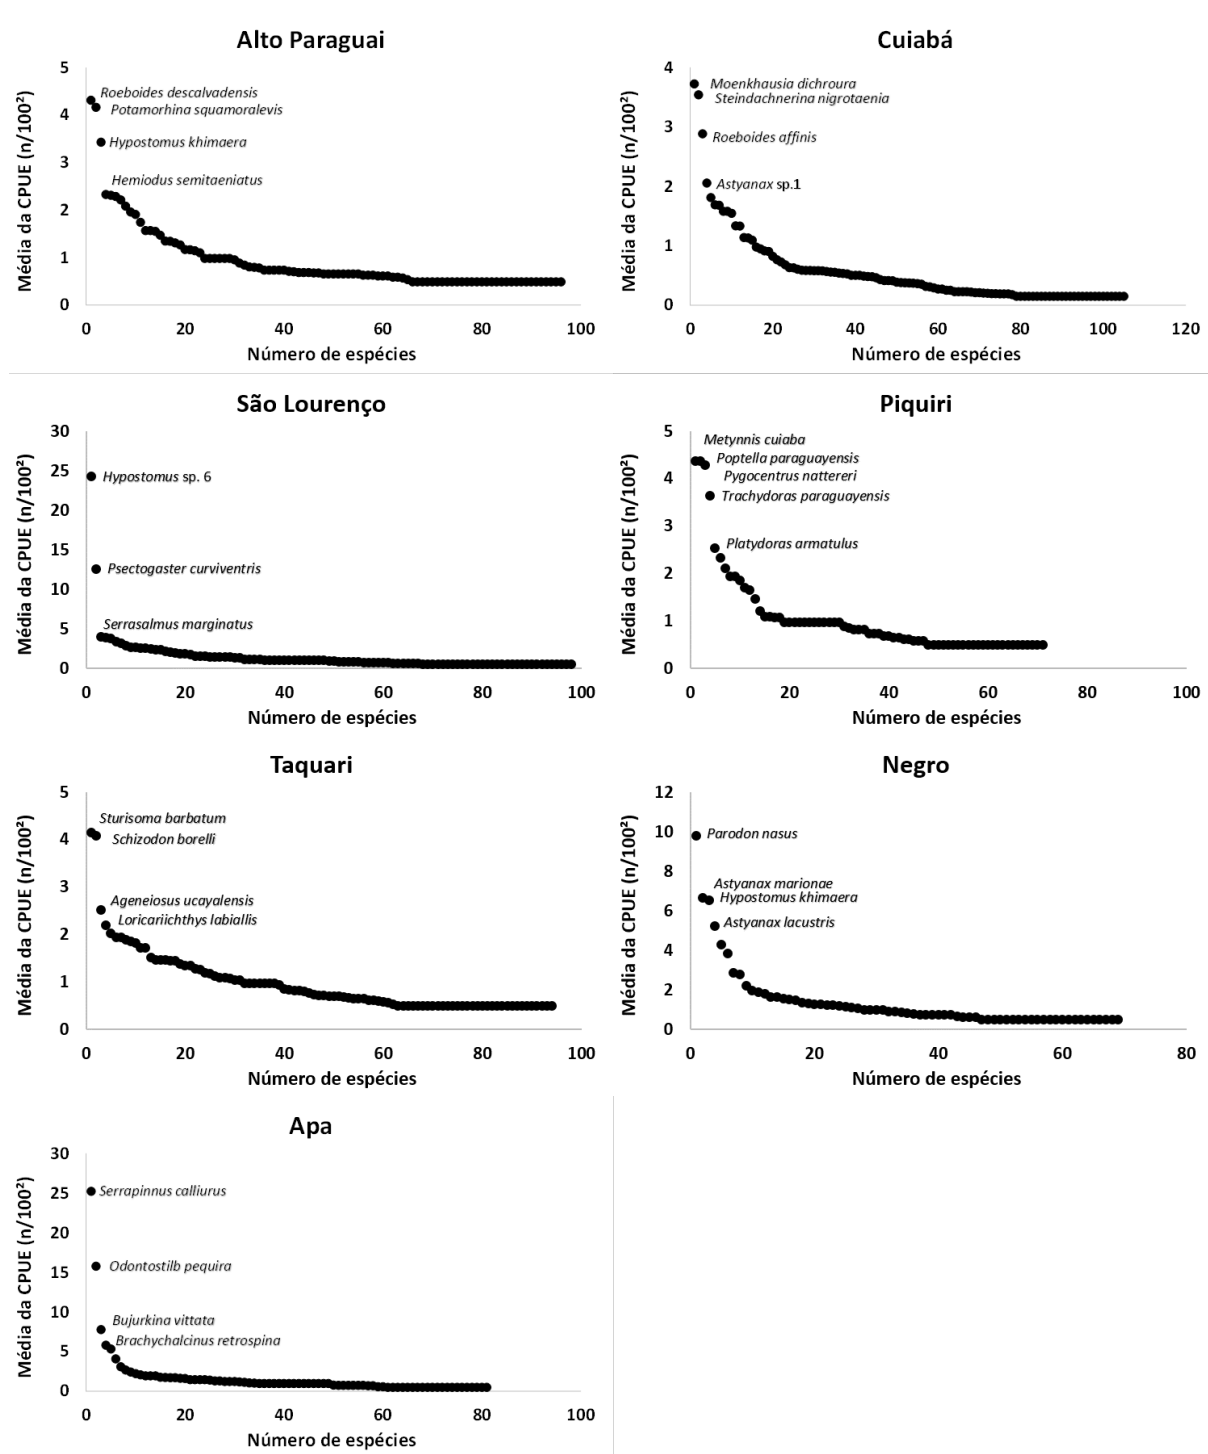 Alto Paraguai
Média da CPUE (n/100²)
5
4
3
2
1
0
Roeboides descalvadensis
Potamorhina squamoralevis
Hypostomus khimaera
Hemiodus semitaeniatus
0 20 40 60 80 100
Número de espécies
Cuiabá
Média da CPUE (n/100²)
4
3
2
1
0
Moenkhausia dichroura
Steindachnerina nigrotaenia
Roeboides affinis
Astyanax sp.1
0 20 40 60 80 100 120
Número de espécies
São Lourenço
Média da CPUE (n/100²)
30
25
20
15
10
5
0
Hypostomus sp. 6
Psectogaster curviventris
Serrasalmus marginatus
0 20 40 60 80 100
Número de espécies
Piquiri
Média da CPUE (n/100²)
5
4
3
2
1
0
Metynnis cuiaba
Poptella paraguayensis
Pygocentrus nattereri
Trachydoras paraguayensis
Platydoras armatulus
0 20 40 60 80 100
Número de espécies
Taquari
Média da CPUE (n/100²)
5
4
3
2
1
0
Sturisoma barbatum
Schizodon borelli
Ageneiosus ucayalensis
Loricariichthys labiallis
0 20 40 60 80 100
Número de espécies
Negro
Média da CPUE (n/100²)
12
10
8
6
4
2
0
Parodon nasus
Astyanax marionae
Hypostomus khimaera
Astyanax lacustris
0 20 40 60 80
Número de espécies
Apa
Média da CPUE (n/100²)
30
25
20
15
10
5
0
Serrapinnus calliurus
Odontostilb pequira
Bujurkina vittata
Brachychalcinus retrospina
0 20 40 60 80 100
Número de espécies